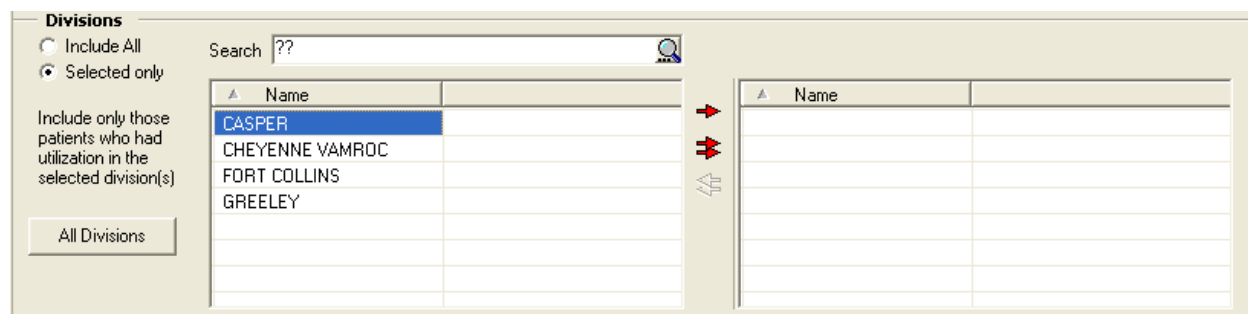 Divisions
Include All
Search ??
Selected only
Name
Name
Include only those
patients who had
utilization in the
selected division(s)
CASPER
CHEYENNE VAMROC
FORT COLLINS
GREELEY
All Divisions